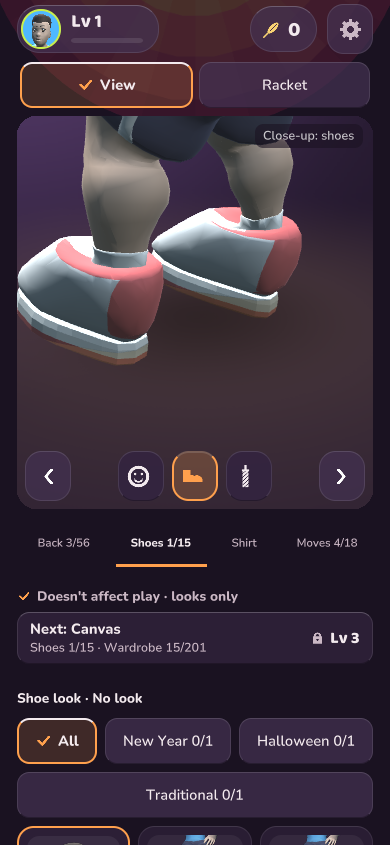 Lv 1
0
View
Racket
Close-up: shoes
Back 3/56
Shoes 1/15
Shirt
Moves 4/18
Doesn't affect play · looks only
Next: Canvas
Shoes 1/15 · Wardrobe 15/201
Lv 3
Shoe look · No look
All
New Year 0/1
Halloween 0/1
Traditional 0/1